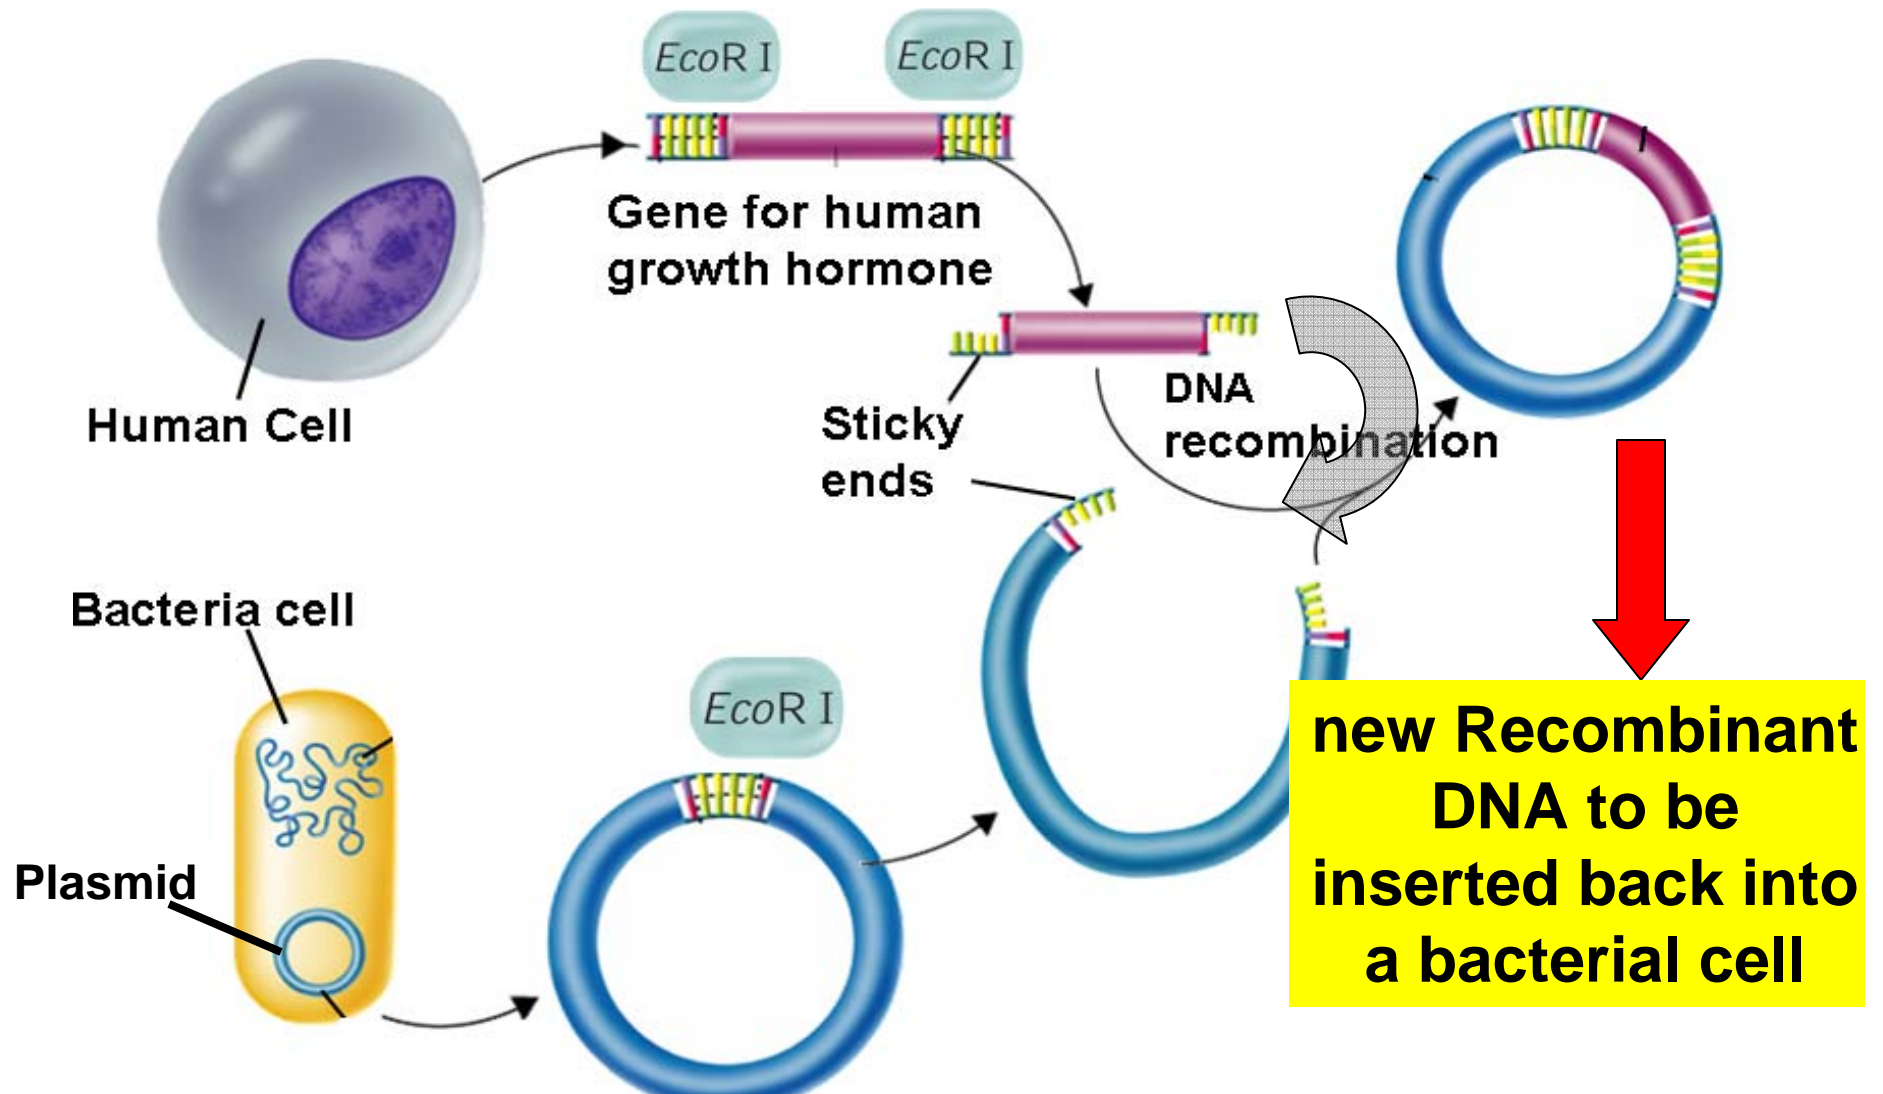 EcoR I
EcoR I
Gene for human
growth hormone
Human Cell
DNA
recombination
Sticky
ends
Bacteria cell
EcoR I
Plasmid
new Recombinant
DNA to be
inserted back into
a bacterial cell